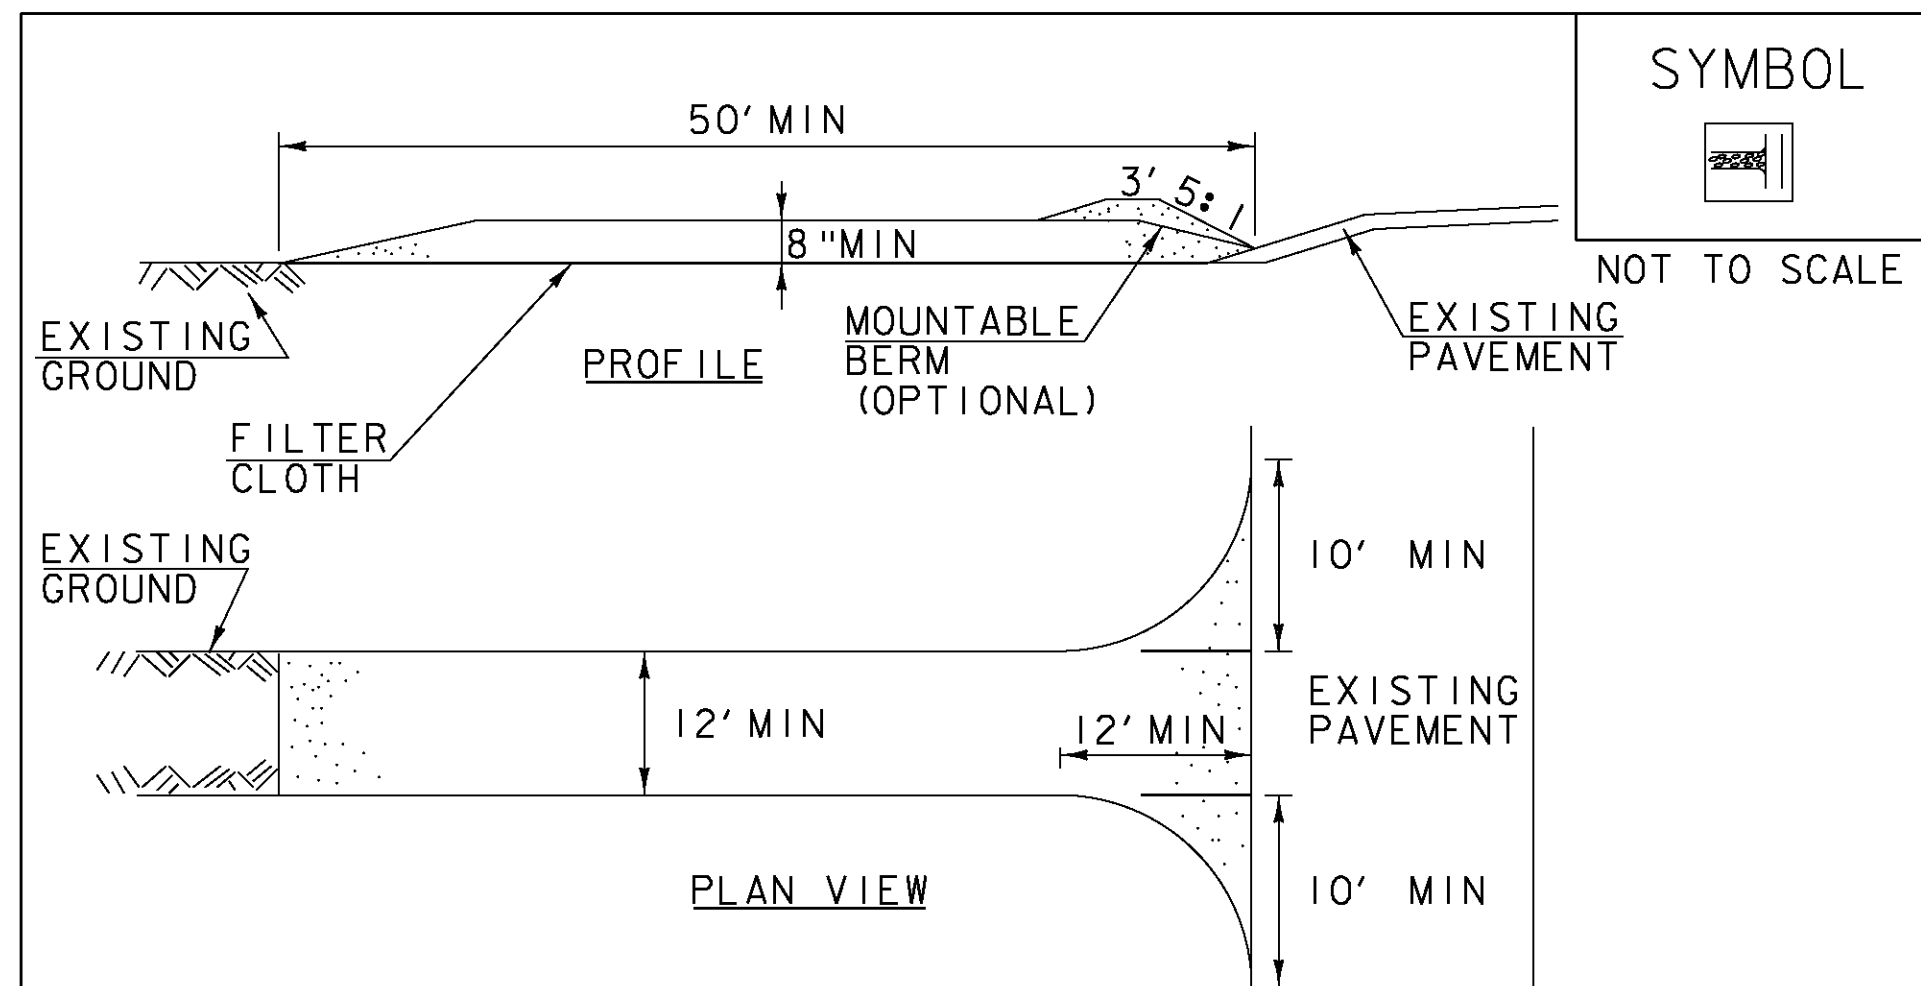 SYMBOL
NOT TO SCALE
50' MIN
3' 5:1
8"MIN
EXISTING
GROUND
PROFILE
MOUNTABLE
BERM
(OPTIONAL)
EXISTING
PAVEMENT
FILTER
CLOTH
EXISTING
GROUND
10' MIN
12' MIN
12' MIN
EXISTING
PAVEMENT
PLAN VIEW
10' MIN